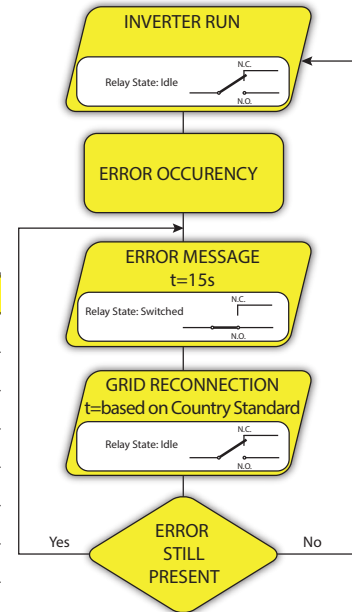 INVERTER RUN
Relay State: Idle
N.C.
N.O.
ERROR OCCURENCY
ERROR MESSAGE
t=15s
Relay State: Switched
N.C.
N.O.
GRID RECONNECTION
t=based on Country Standard
Relay State: Idle
N.C.
N.O.
Yes
ERROR
STILL
PRESENT
No